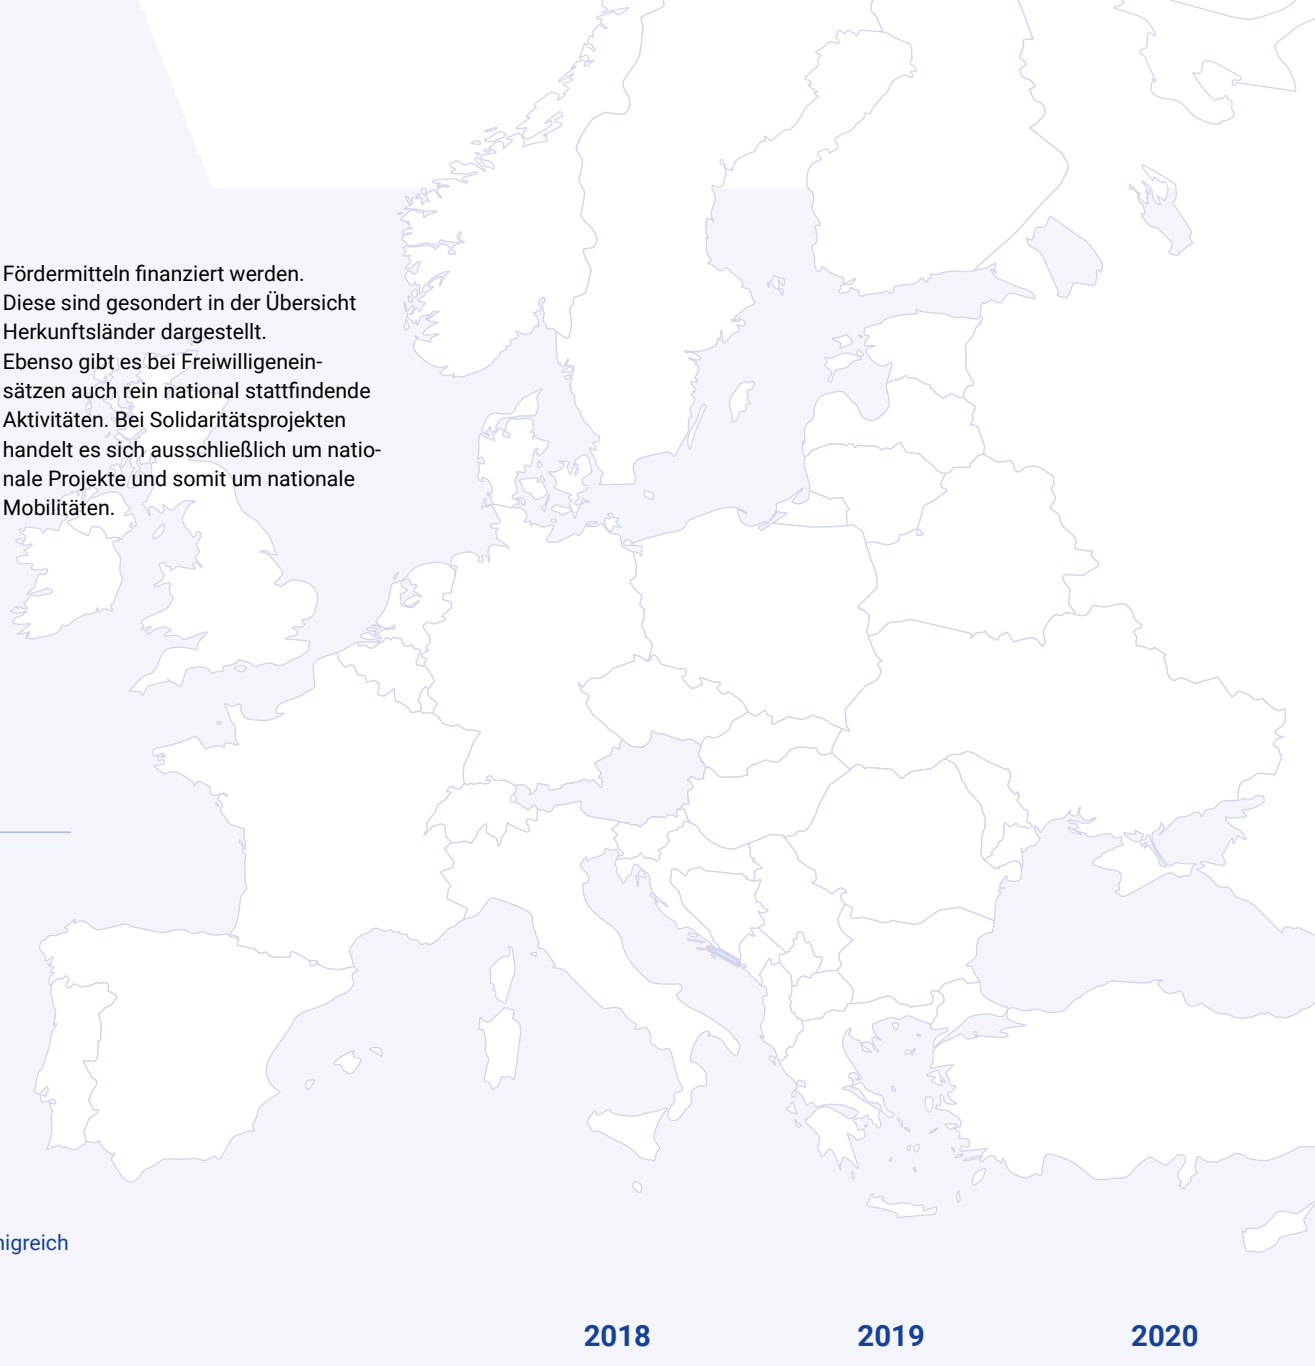 Fördermitteln finanziert werden.
Diese sind gesondert in der Übersicht
Herkunftsländer dargestellt.
Ebenso gibt es bei Freiwilligenein-
sätzen auch rein national stattfindende
Aktivitäten. Bei Solidaritätsprojekten
handelt es sich ausschließlich um natio-
nale Projekte und somit um nationale
Mobilitäten.
nigreich
2018 2019 2020